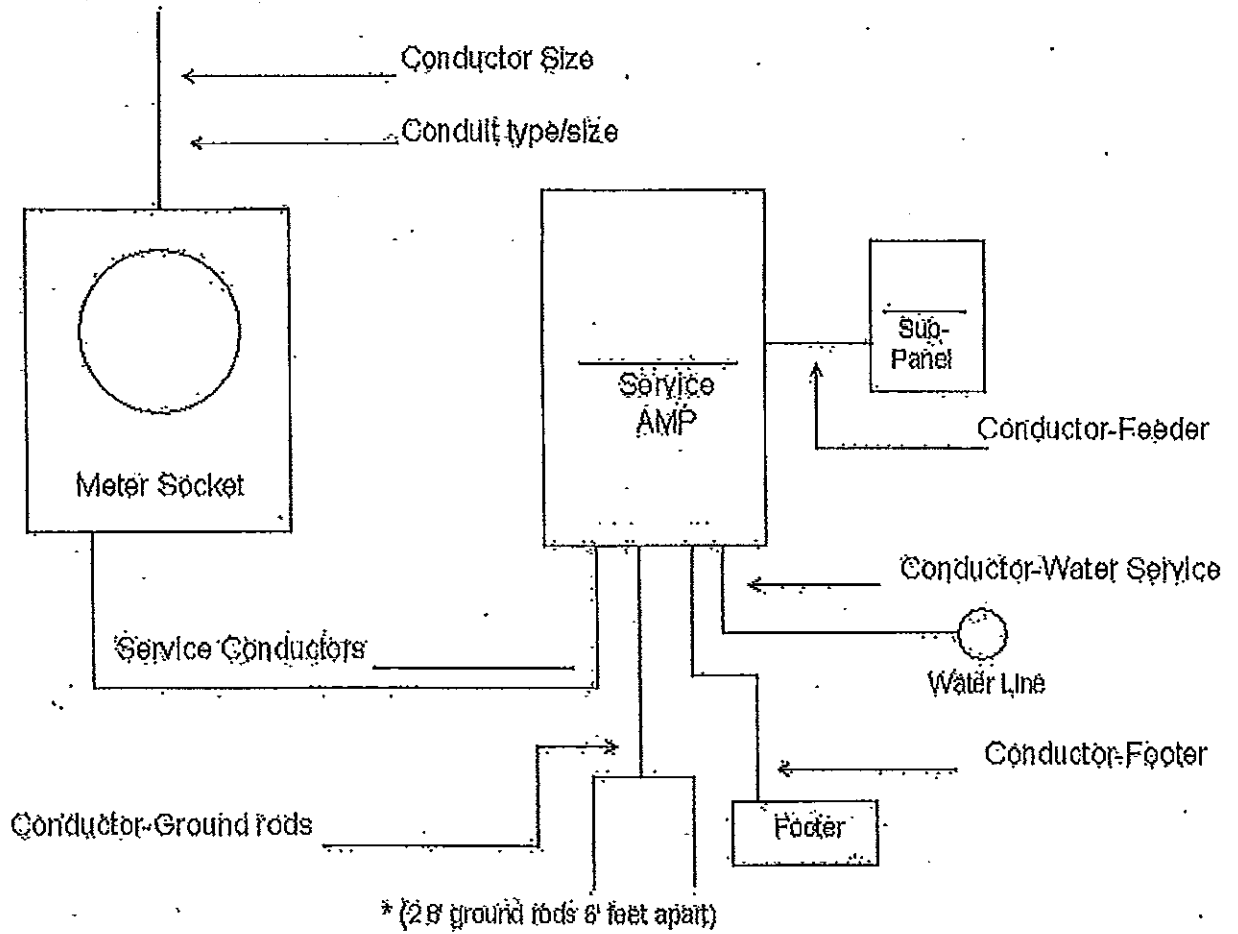 Conductor Size
Conduit type/size
Sub-
Panel
Service
AMP
Conductor-Feeder
Meter Socket
Conductor-Water Service
Service Conductors
Water Line
Conductor-Footer
Conductor-Ground rods
Footer
* (2 8' ground rods 6' feet apart)